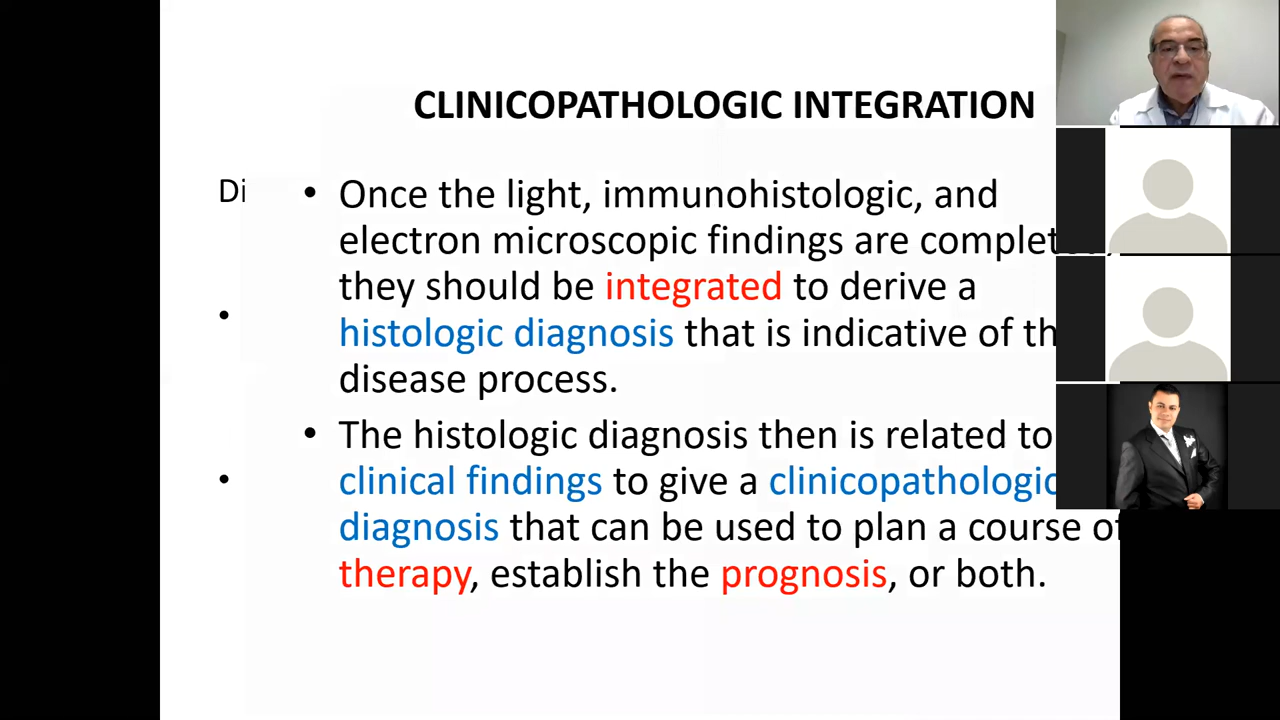 CLINICOPATHOLOGIC INTEGRATION
Di
• Once the light, immunohistologic, and
electron microscopic findings are complet
they should be integrated to derive a
histologic diagnosis that is indicative of th
disease process.
• The histologic diagnosis then is related to
clinical findings to give a clinicopathologic
diagnosis that can be used to plan a course of
therapy, establish the prognosis, or both.